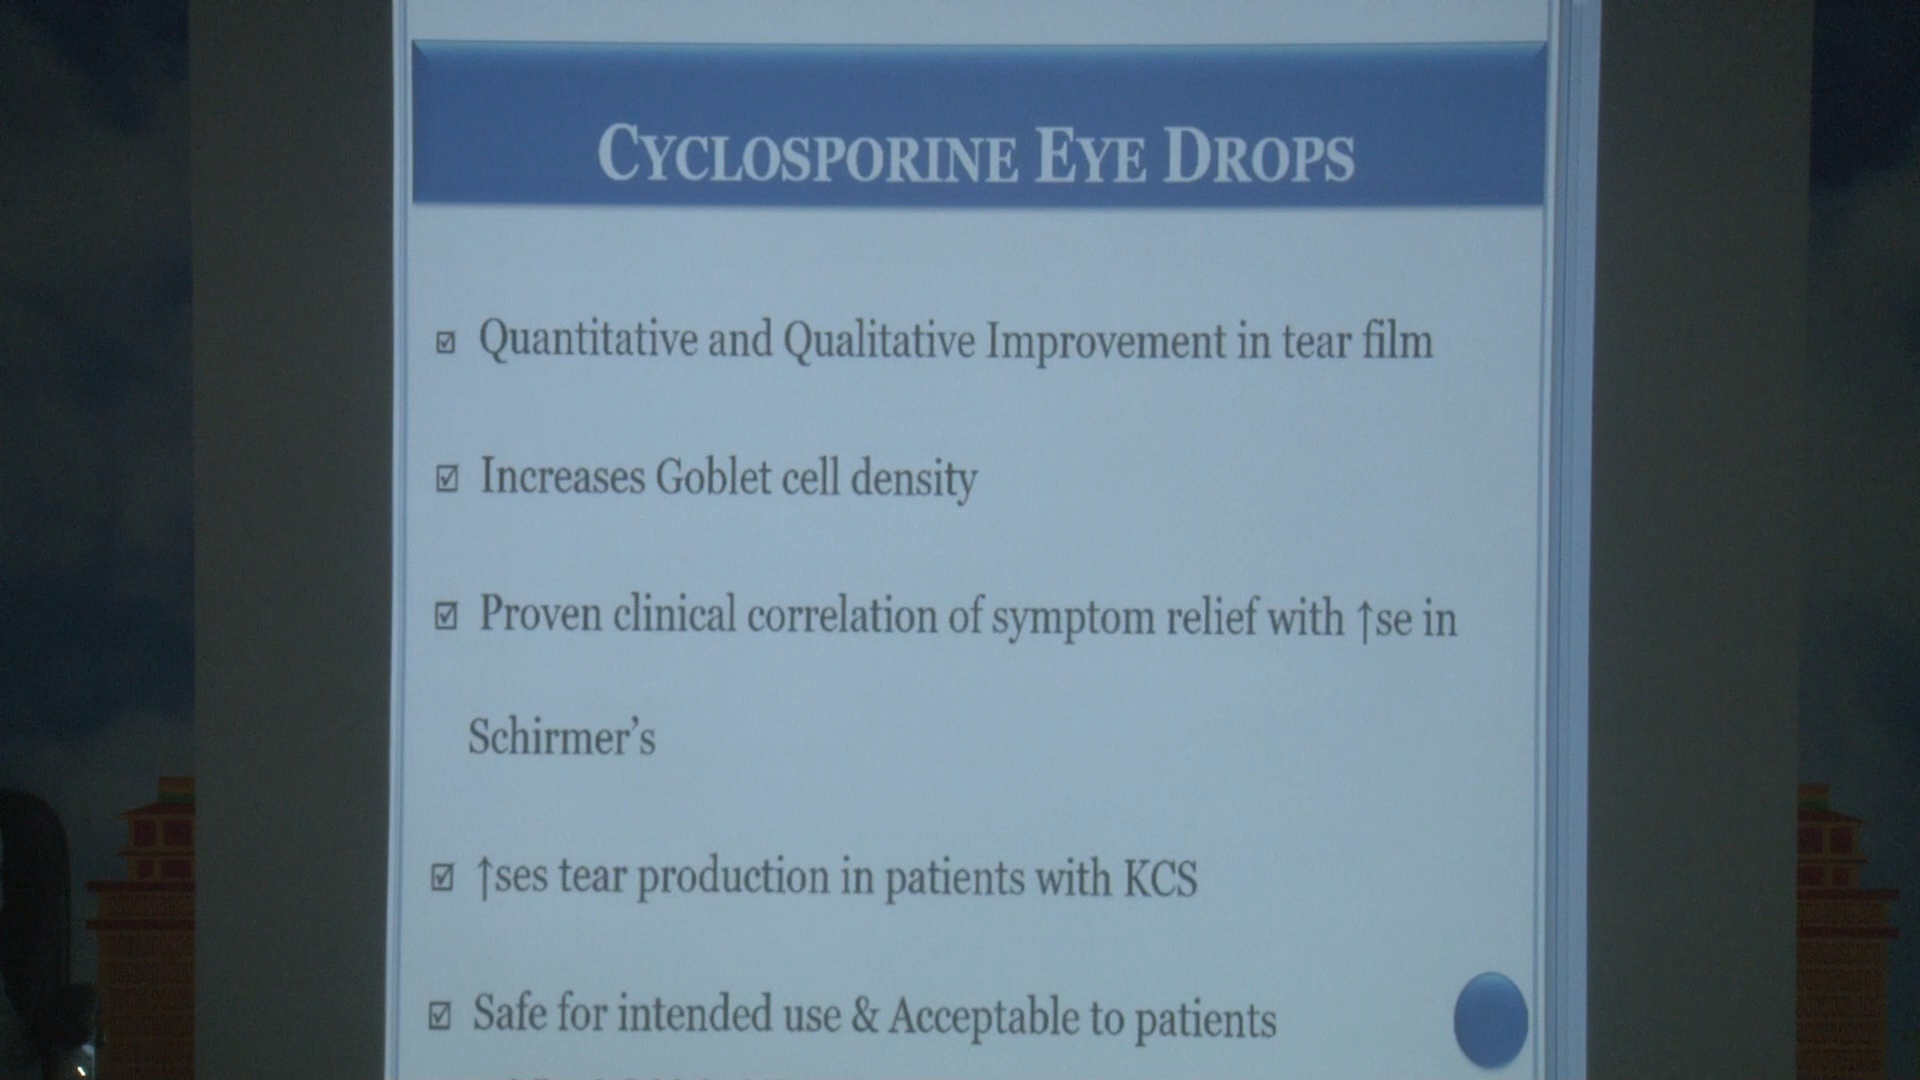 CYCLOSPORINE EYE DROPS
☑ Quantitative and Qualitative Improvement in tear film
☑ Increases Goblet cell density
☑ Proven clinical correlation of symptom relief with ↑se in
Schirmer’s
☑ ↑ses tear production in patients with KCS
☑ Safe for intended use & Acceptable to patients